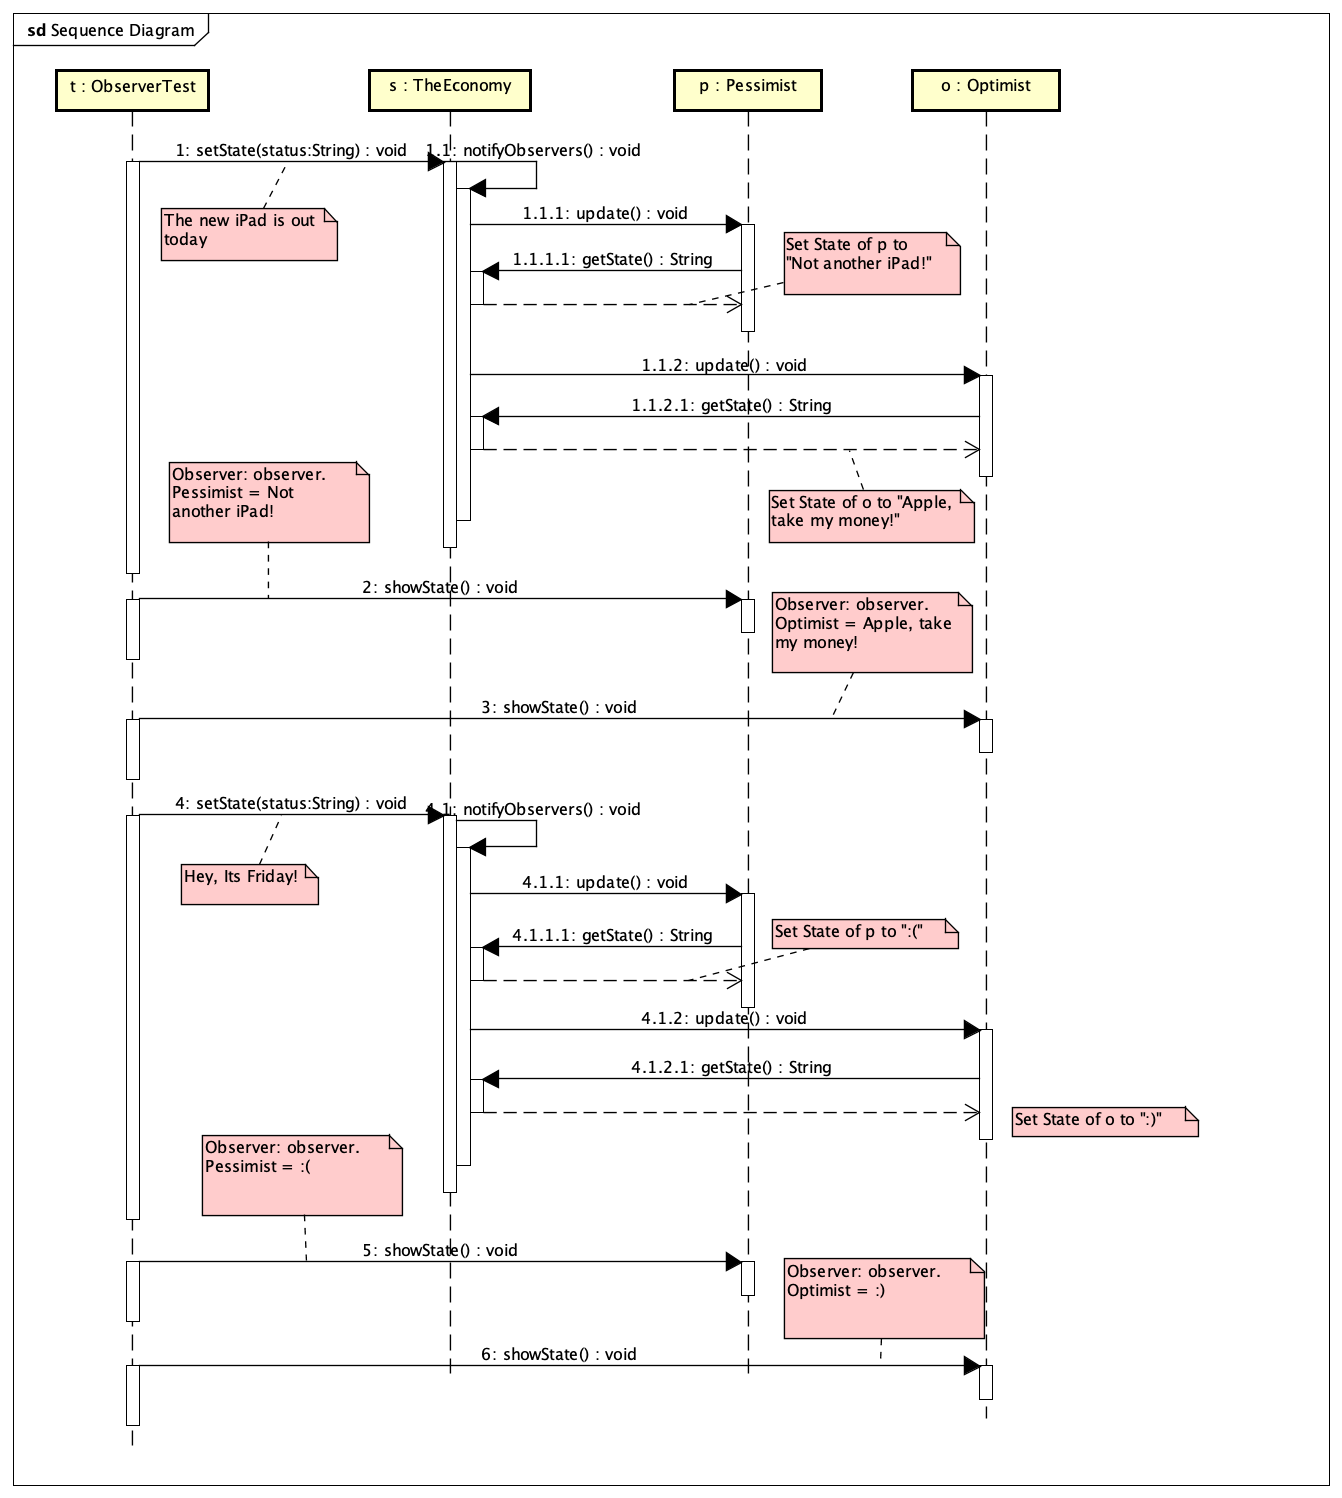 sd Sequence Diagram
t : ObserverTest
s : TheEconomy
p : Pessimist
o : Optimist
1: setState(status:String) : void
1.1: notifyObservers() : void
The new iPad is out
today
1.1.1: update() : void
Set State of p to
"Not another iPad!"
1.1.1.1: getState() : String
1.1.2: update() : void
1.1.2.1: getState() : String
Observer: observer.
Pessimist = Not
another iPad!
Set State of o to "Apple,
take my money!"
2: showState() : void
Observer: observer.
Optimist = Apple, take
my money!
3: showState() : void
4: setState(status:String) : void
4.1: notifyObservers() : void
Hey, Its Friday!
4.1.1: update() : void
4.1.1.1: getState() : String
Set State of p to ":("
4.1.2: update() : void
4.1.2.1: getState() : String
Set State of o to ":)"
Observer: observer.
Pessimist = :(
5: showState() : void
Observer: observer.
Optimist = :)
6: showState() : void